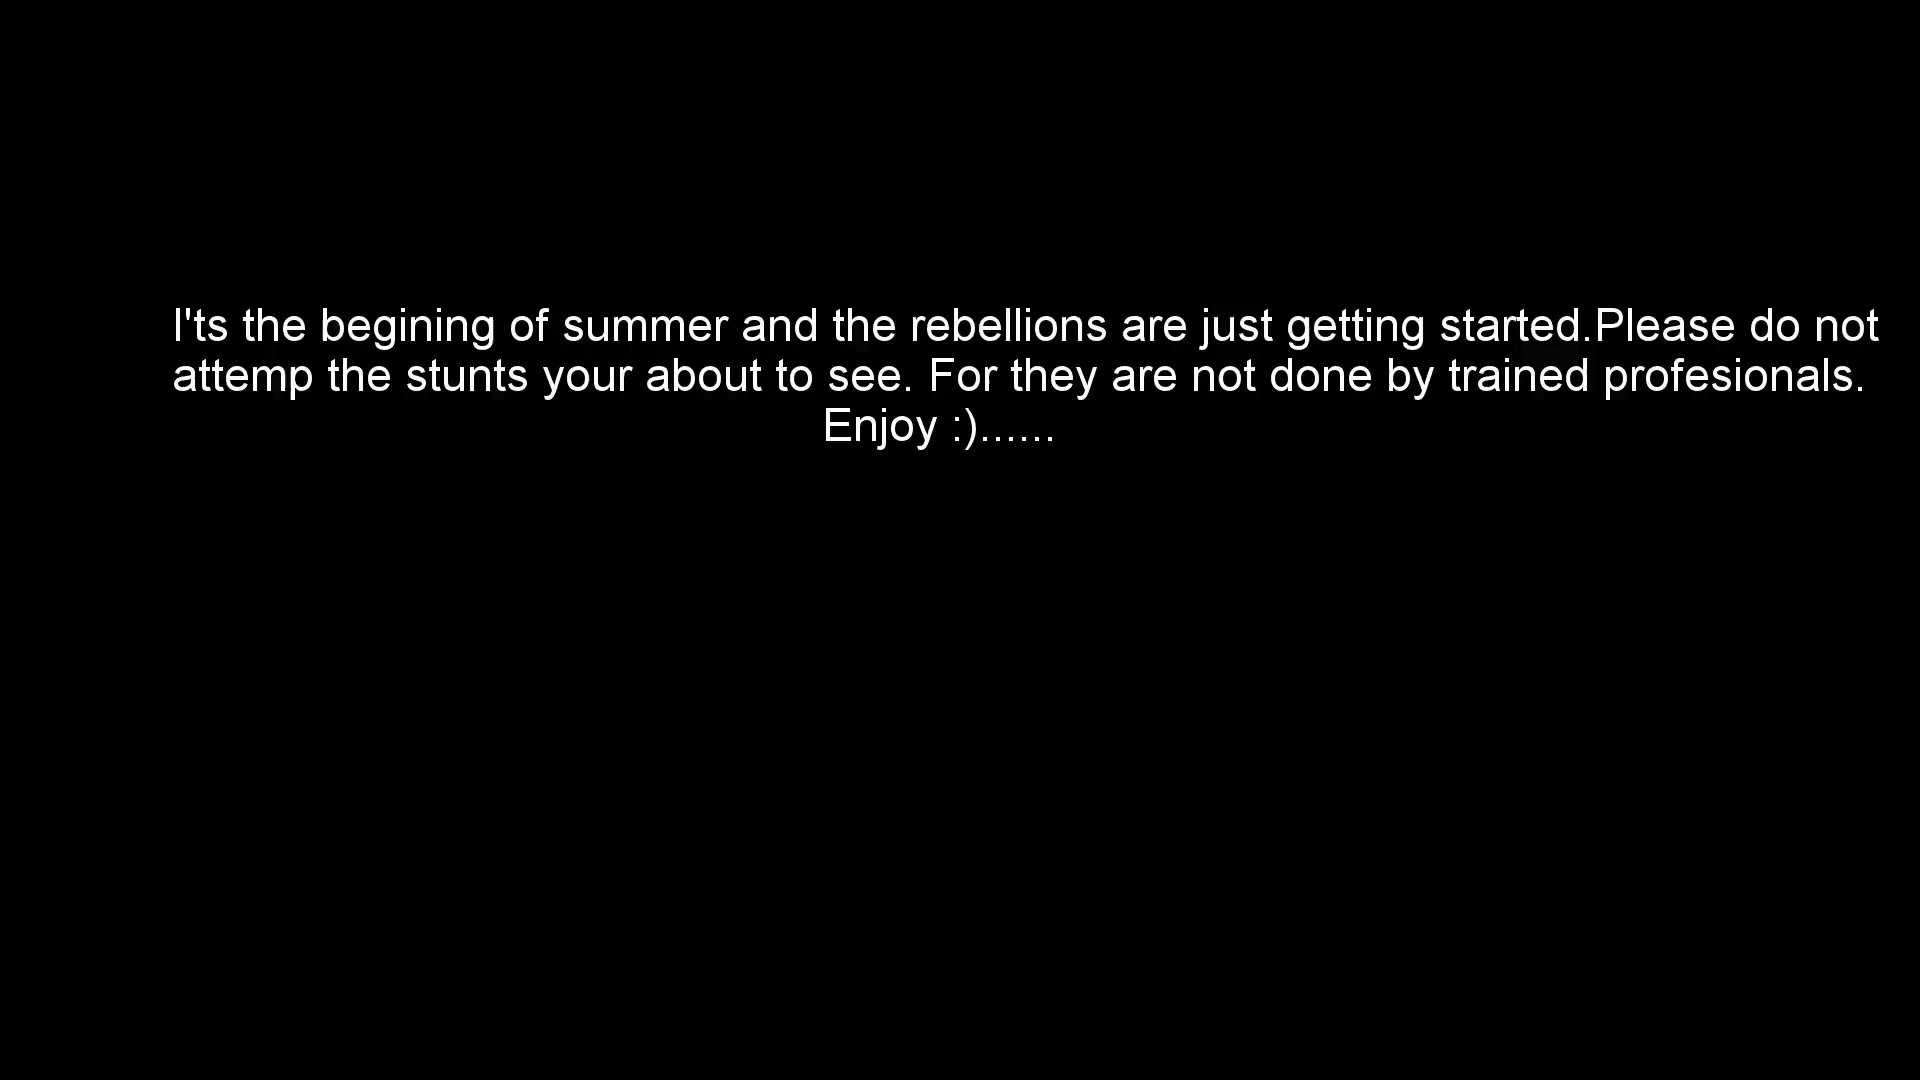 I'ts the begining of summer and the rebellions are just getting started.Please do not
attemp the stunts your about to see. For they are not done by trained profesionals.
Enjoy :)......